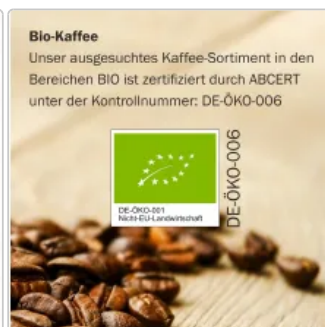 Bio-Kaffee
Unser ausgesuchtes Kaffee-Sortiment in den
Bereichen BIO ist zertifiziert durch ABCERT
unter der Kontrollnummer: DE-ÖKO-006
DE-ÖKO-001
Nicht-EU-Landwirtschaft
DE-ÖKO-006